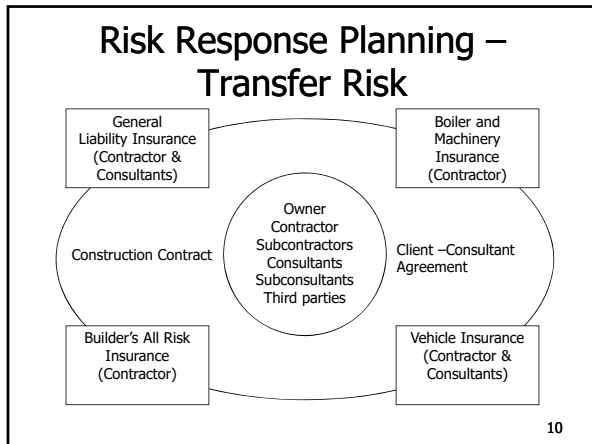 Risk Response Planning –
Transfer Risk
General
Liability Insurance
(Contractor &
Consultants)
Boiler and
Machinery
Insurance
(Contractor)
Construction Contract
Owner
Contractor
Subcontractors
Consultants
Subconsultants
Third parties
Client –Consultant
Agreement
Builder’s All Risk
Insurance
(Contractor)
Vehicle Insurance
(Contractor &
Consultants)
10